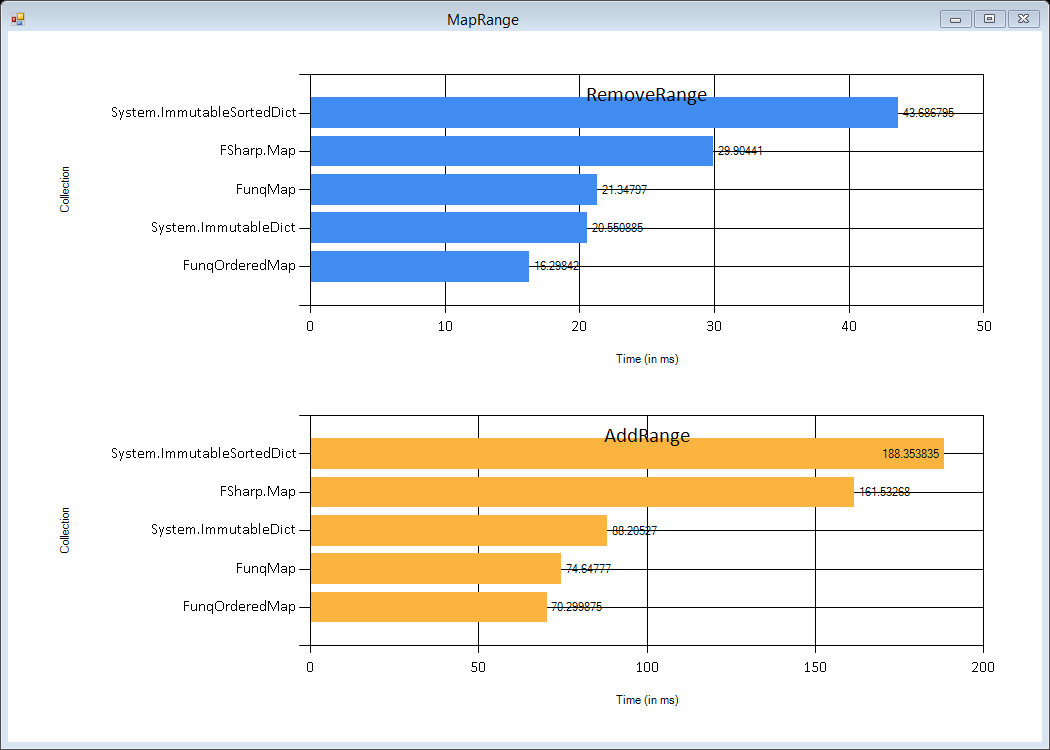 MapRange
RemoveRange
System.ImmutableSortedDict 43.686795
FSharp.Map 29.90441
FunqMap 21.34797
System.ImmutableDict 20.550885
FunqOrderedMap 16.29842
Collection
0 10 20 30 40 50
Time (in ms)
AddRange
System.ImmutableSortedDict 188.353835
FSharp.Map 161.53268
System.ImmutableDict 88.20527
FunqMap 74.64777
FunqOrderedMap 70.299875
Collection
0 50 100 150 200
Time (in ms)